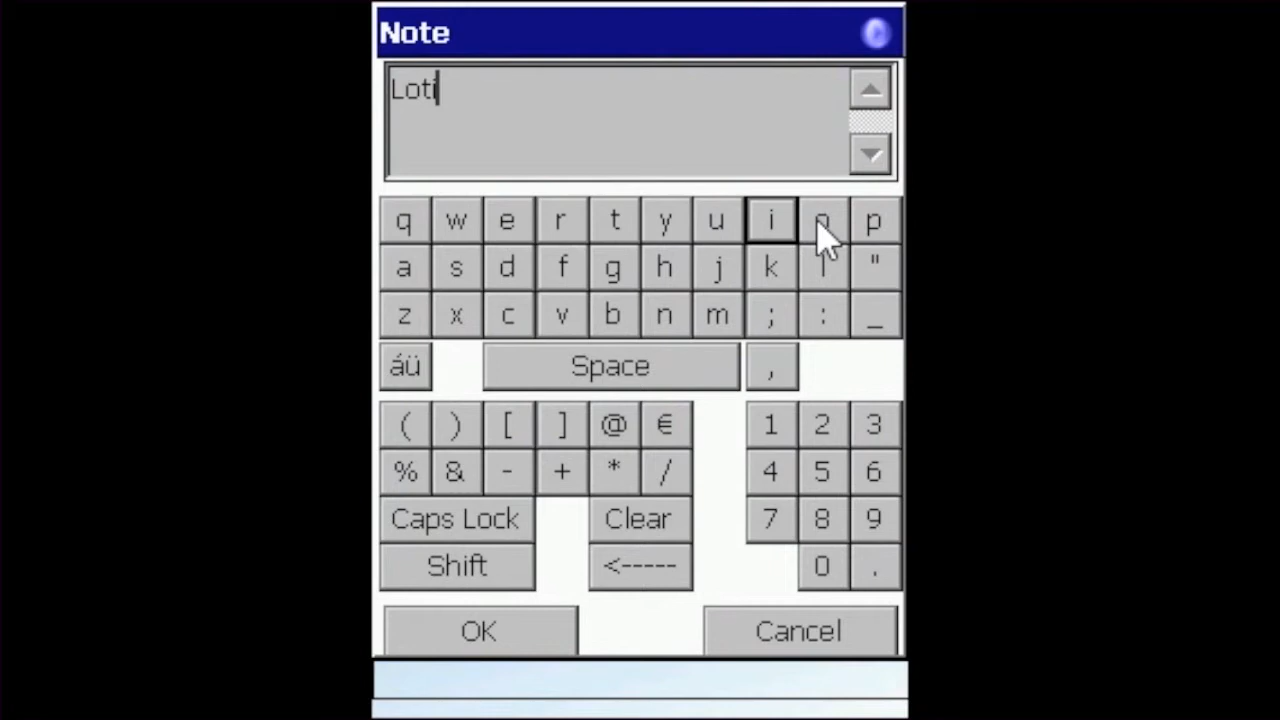 Note
Loti
q w e r t y u i o p
a s d f g h j k l "
z x c v b n m ; : _
áü Space ,
( ) [ ] @ € 1 2 3
% & - + * / 4 5 6
Caps Lock Clear 7 8 9
Shift <----- 0 .
OK Cancel